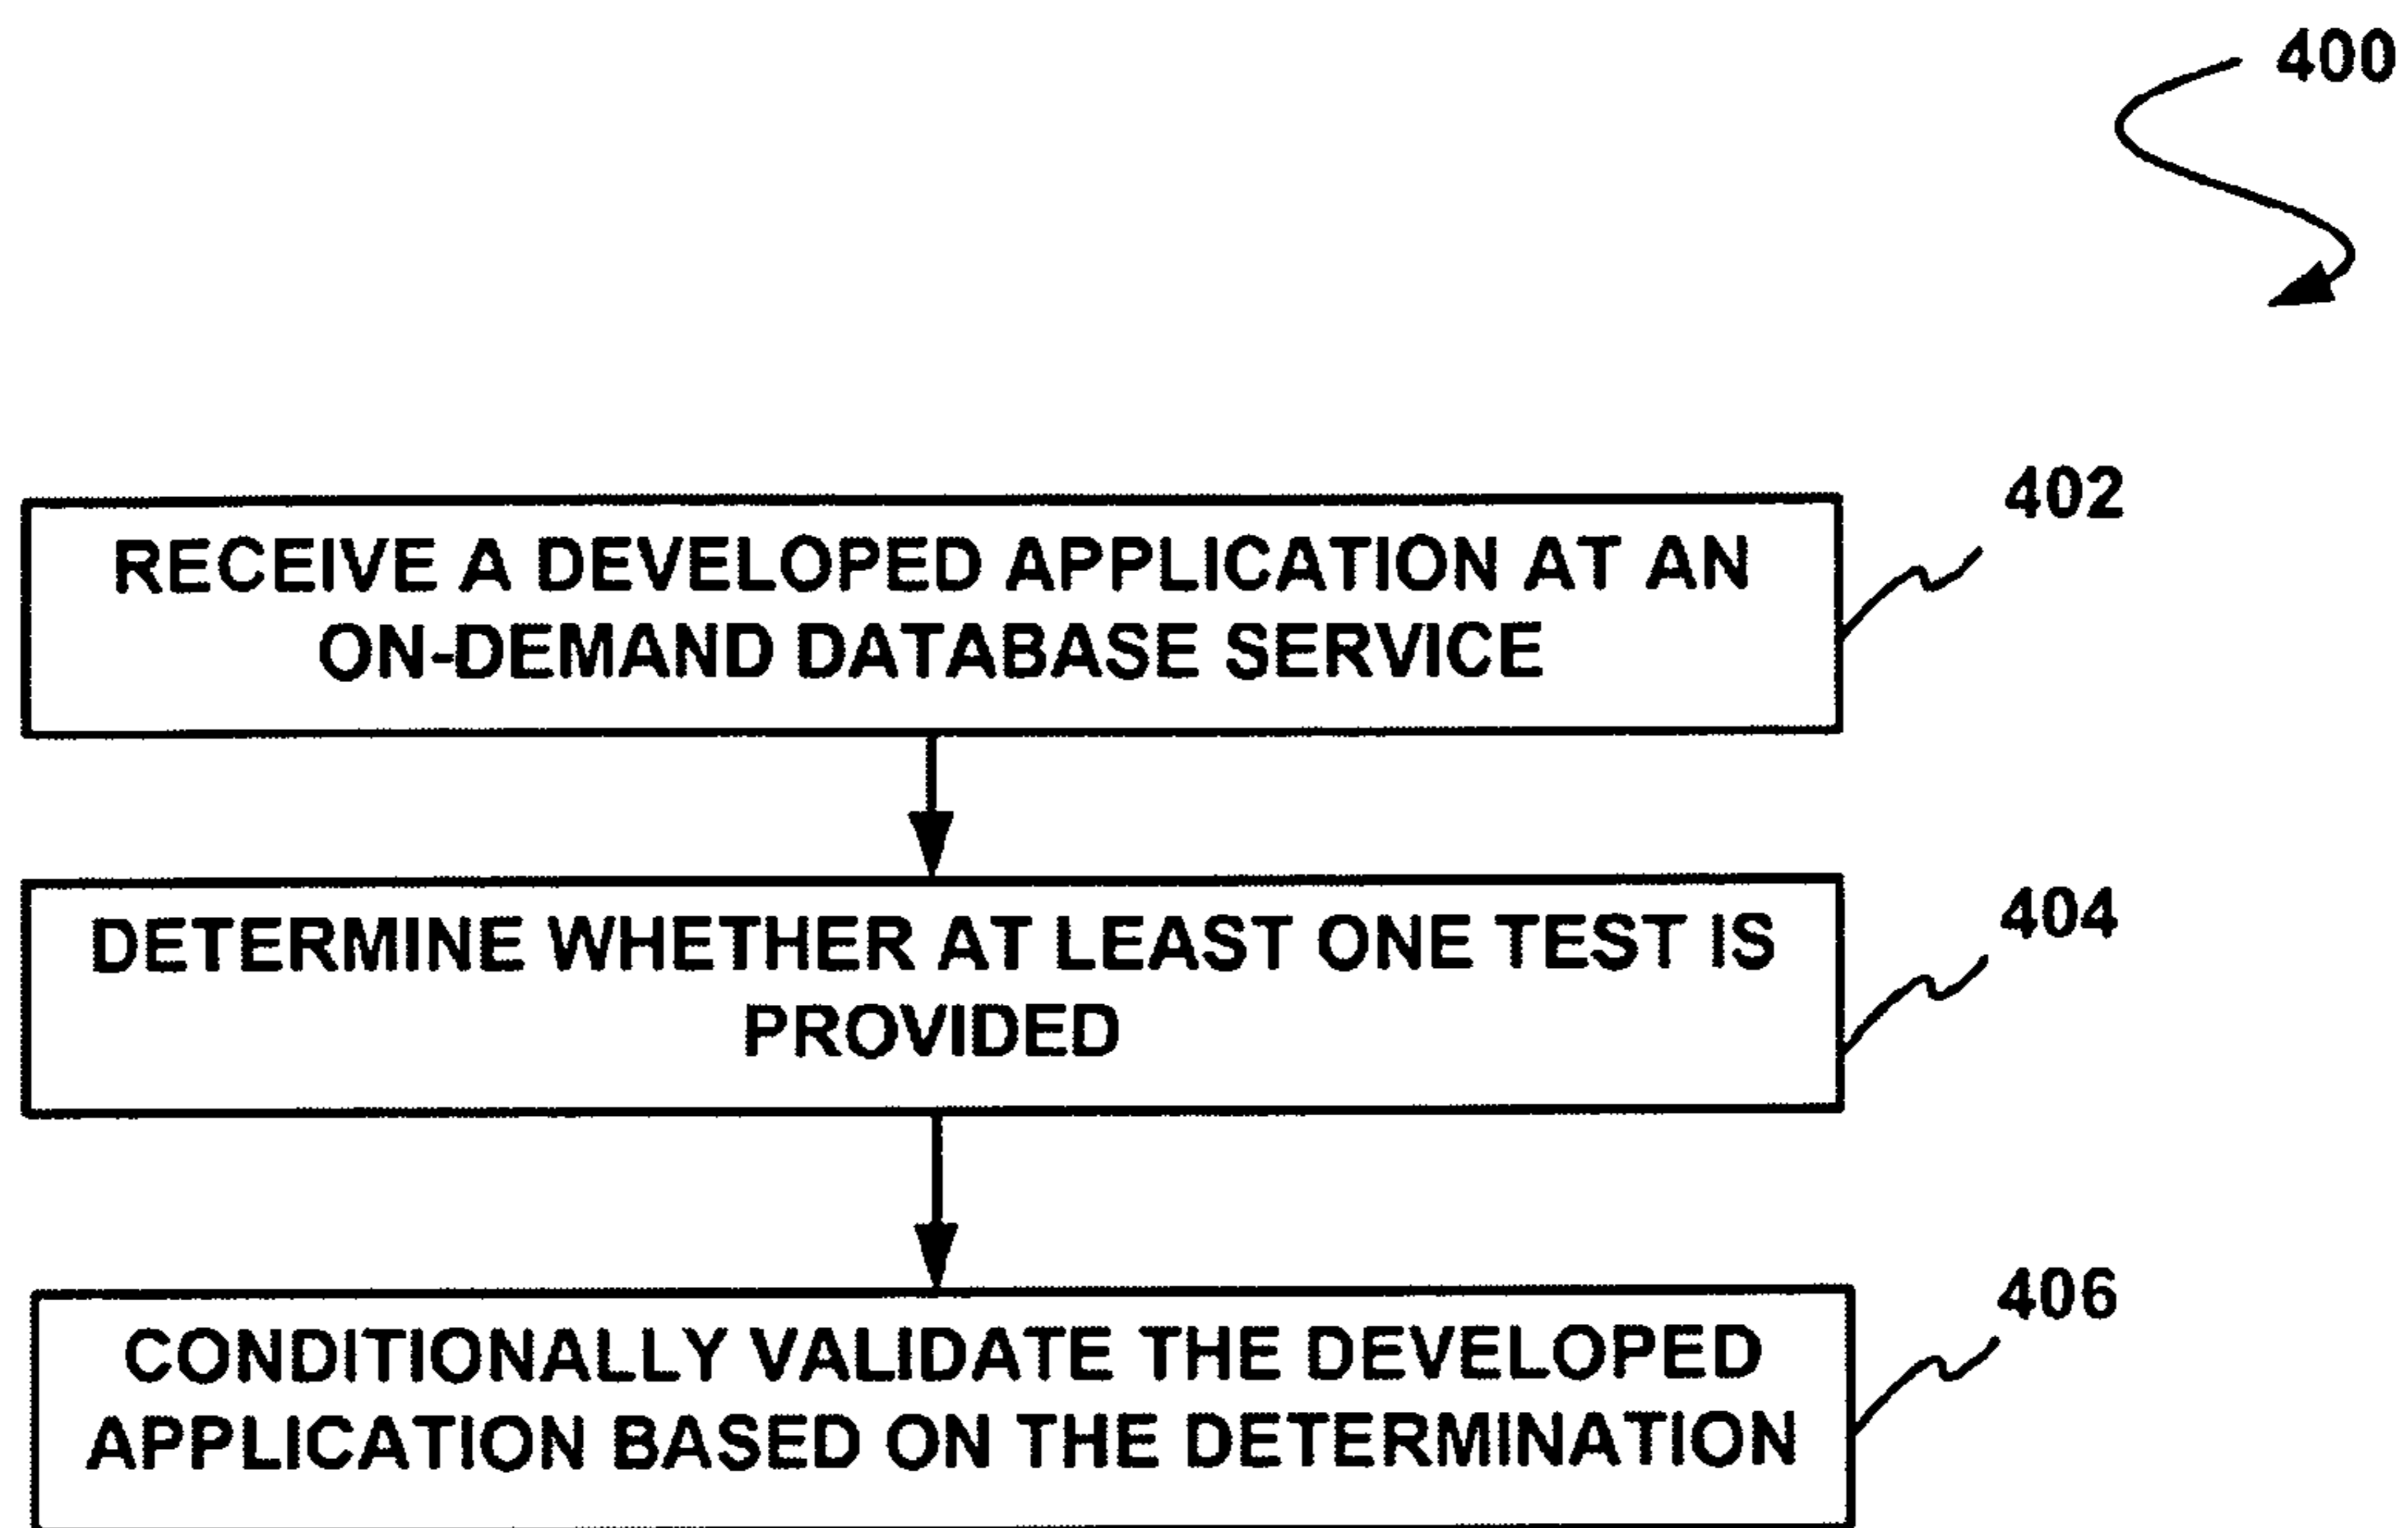 400
402
RECEIVE A DEVELOPED APPLICATION AT AN
ON-DEMAND DATABASE SERVICE
404
DETERMINE WHETHER AT LEAST ONE TEST IS
PROVIDED
406
CONDITIONALLY VALIDATE THE DEVELOPED
APPLICATION BASED ON THE DETERMINATION